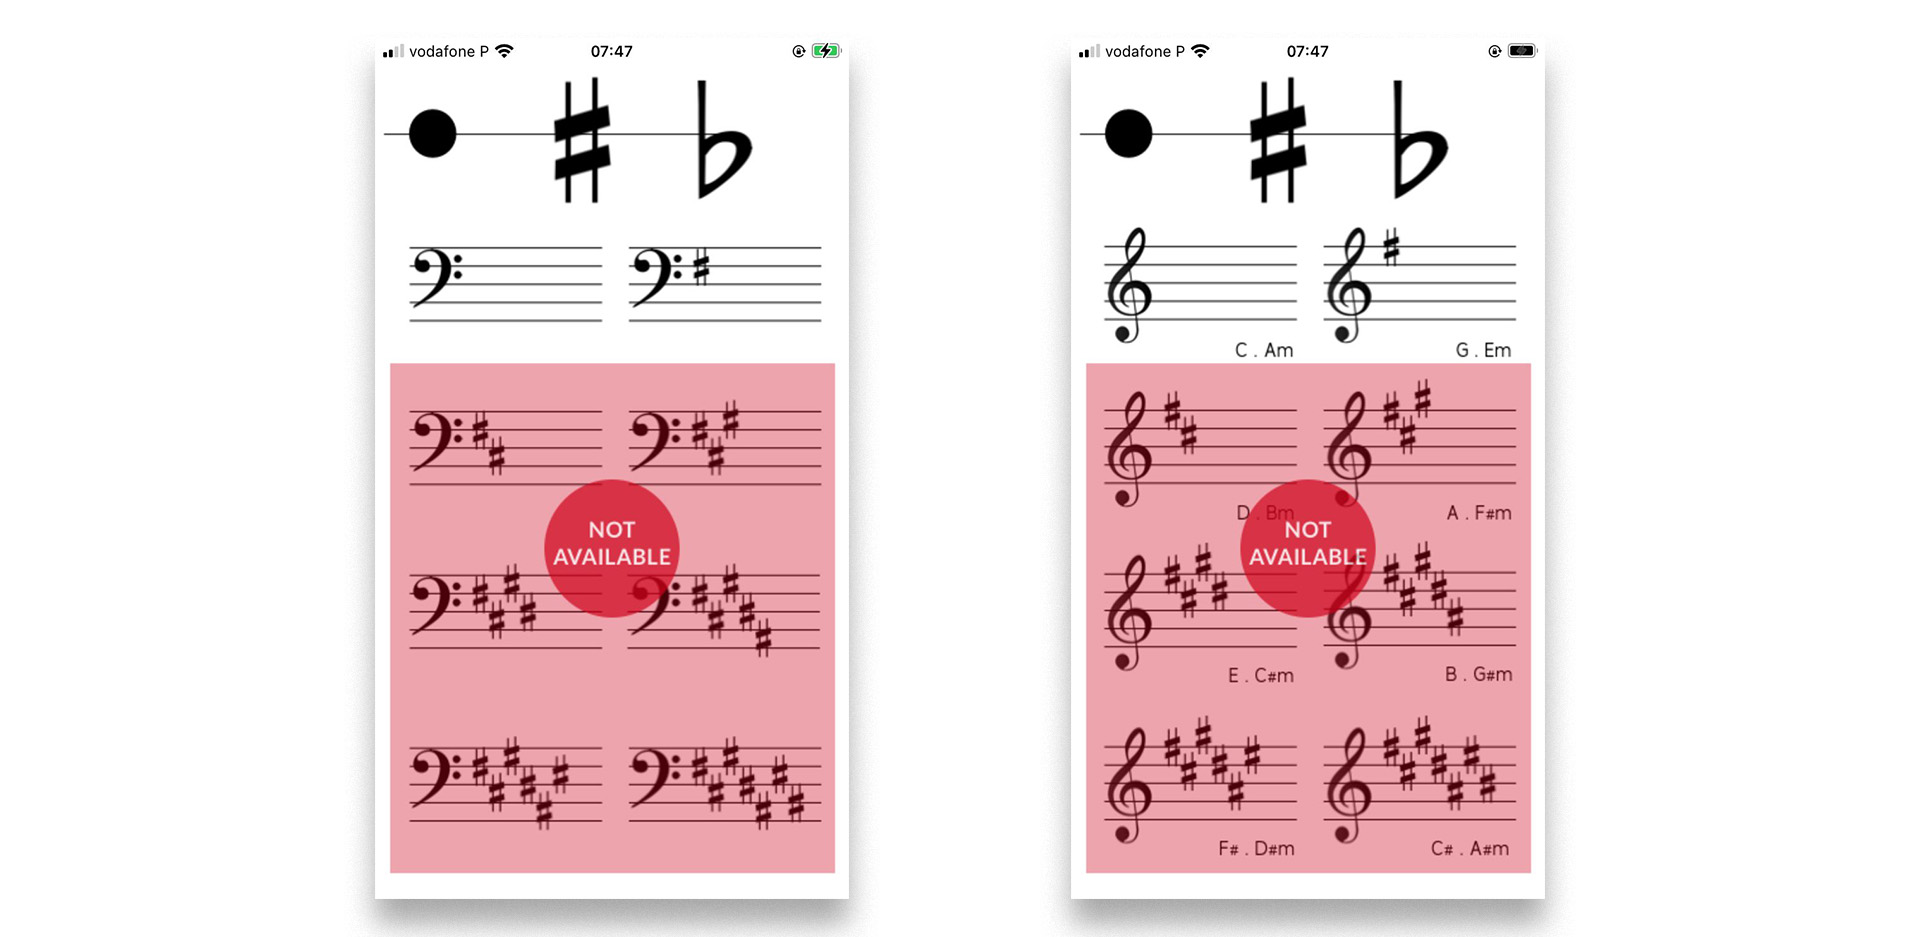 vodafone P 07:47
NOT
AVAILABLE
vodafone P 07:47
C . Am G . Em
D . Bm A . F#m
NOT
AVAILABLE
E . C#m B . G#m
F# . D#m C# . A#m